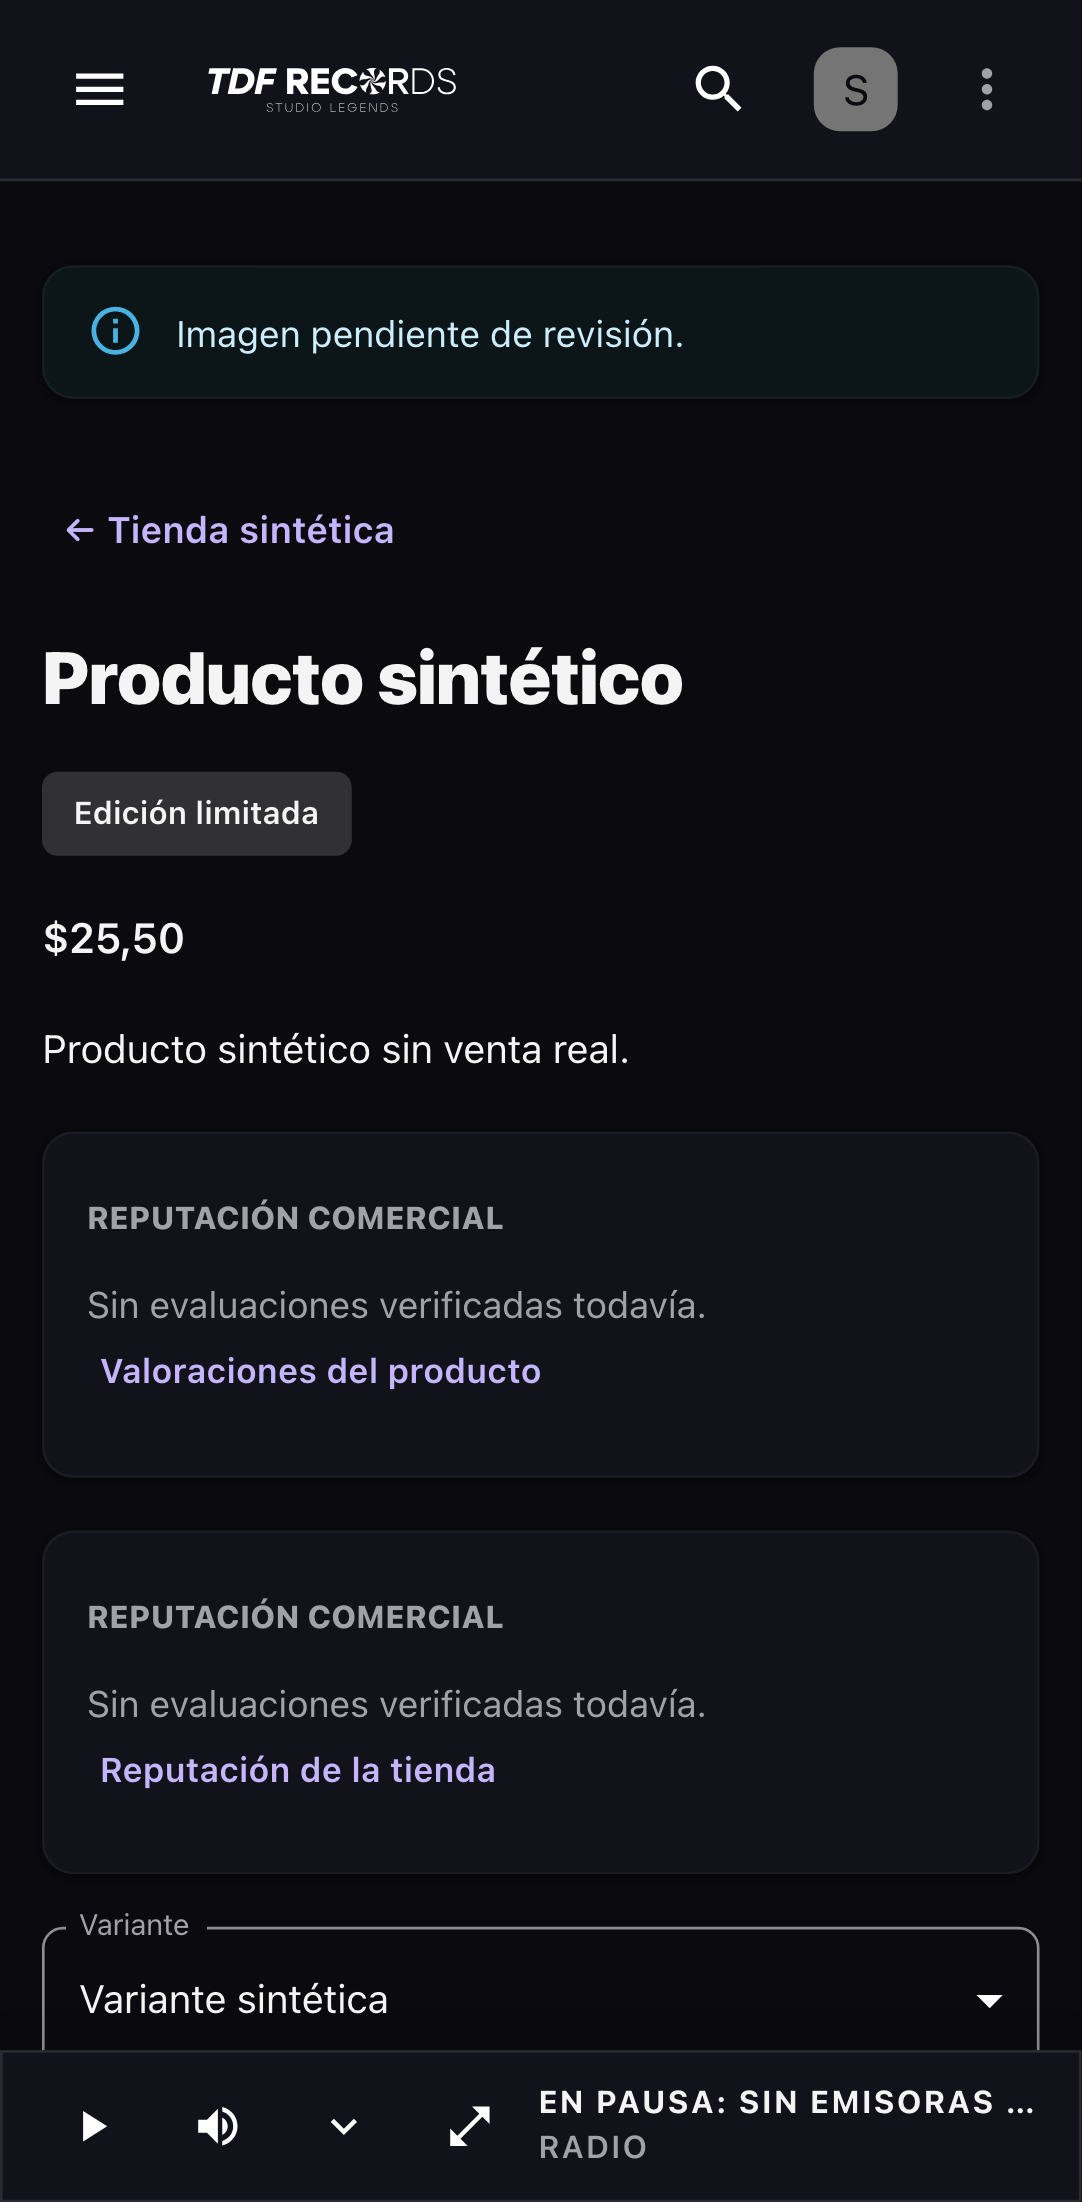 TDF RECORDS
STUDIO LEGENDS
S
Imagen pendiente de revisión.
← Tienda sintética
Producto sintético
Edición limitada
$25,50
Producto sintético sin venta real.
REPUTACIÓN COMERCIAL
Sin evaluaciones verificadas todavía.
Valoraciones del producto
REPUTACIÓN COMERCIAL
Sin evaluaciones verificadas todavía.
Reputación de la tienda
Variante
Variante sintética
EN PAUSA: SIN EMISORAS ...
RADIO